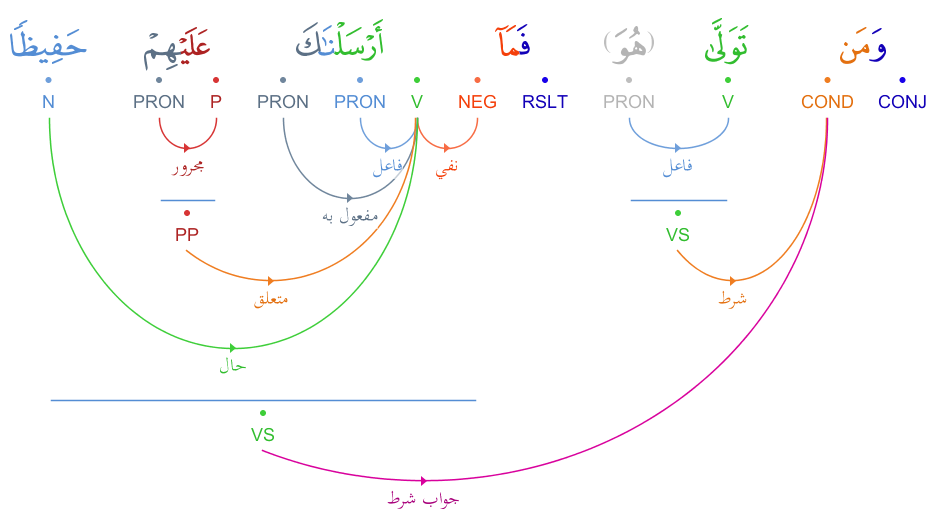 وَمَن تَوَلَّىٰ (هُوَ) فَمَآ أَرْسَلْنَٰكَ عَلَيْهِمْ حَفِيظًا
N PRON P PRON PRON V NEG RSLT PRON V COND CONJ
مجرور فاعل نفي فاعل
مفعول به
PP VS
متعلق شرط
حال
VS
جواب شرط